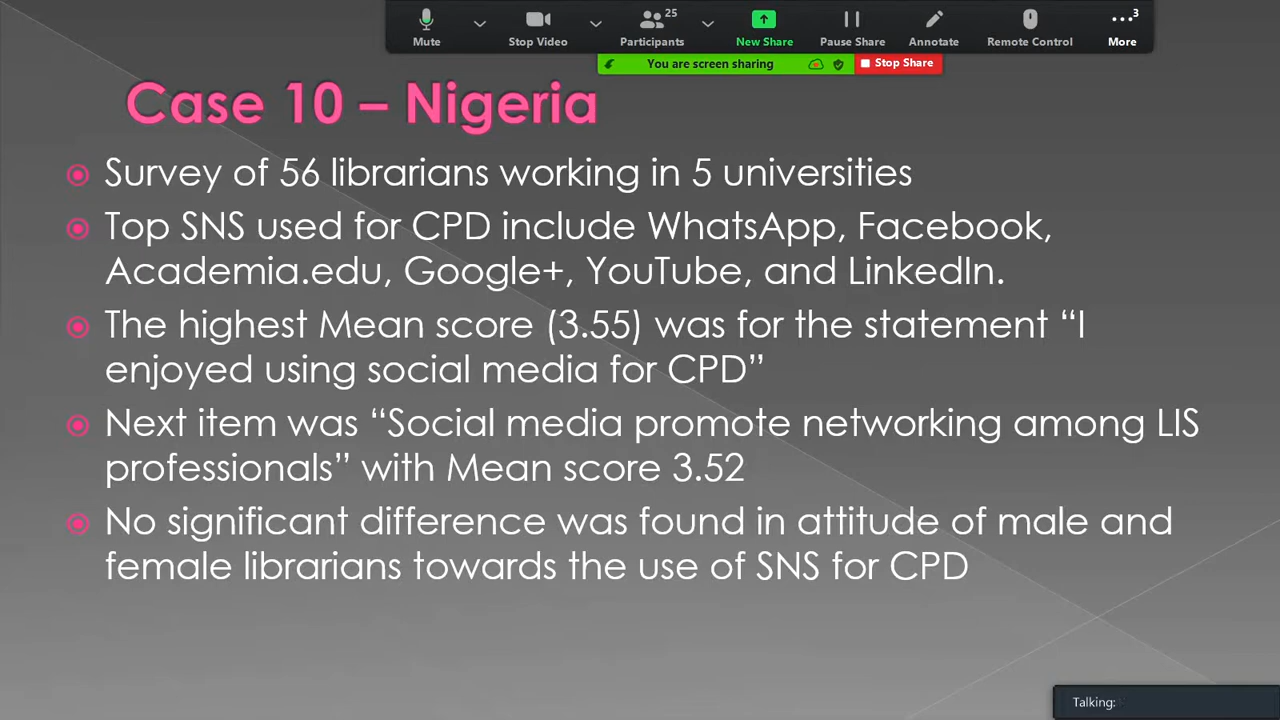 25
3
Mute
Stop Video
Participants
New Share
Pause Share
Annotate
Remote Control
More
You are screen sharing
Stop Share
Case 10 – Nigeria
Survey of 56 librarians working in 5 universities
Top SNS used for CPD include WhatsApp, Facebook,
Academia.edu, Google+, YouTube, and LinkedIn.
The highest Mean score (3.55) was for the statement “I
enjoyed using social media for CPD”
Next item was “Social media promote networking among LIS
professionals” with Mean score 3.52
No significant difference was found in attitude of male and
female librarians towards the use of SNS for CPD
Talking: